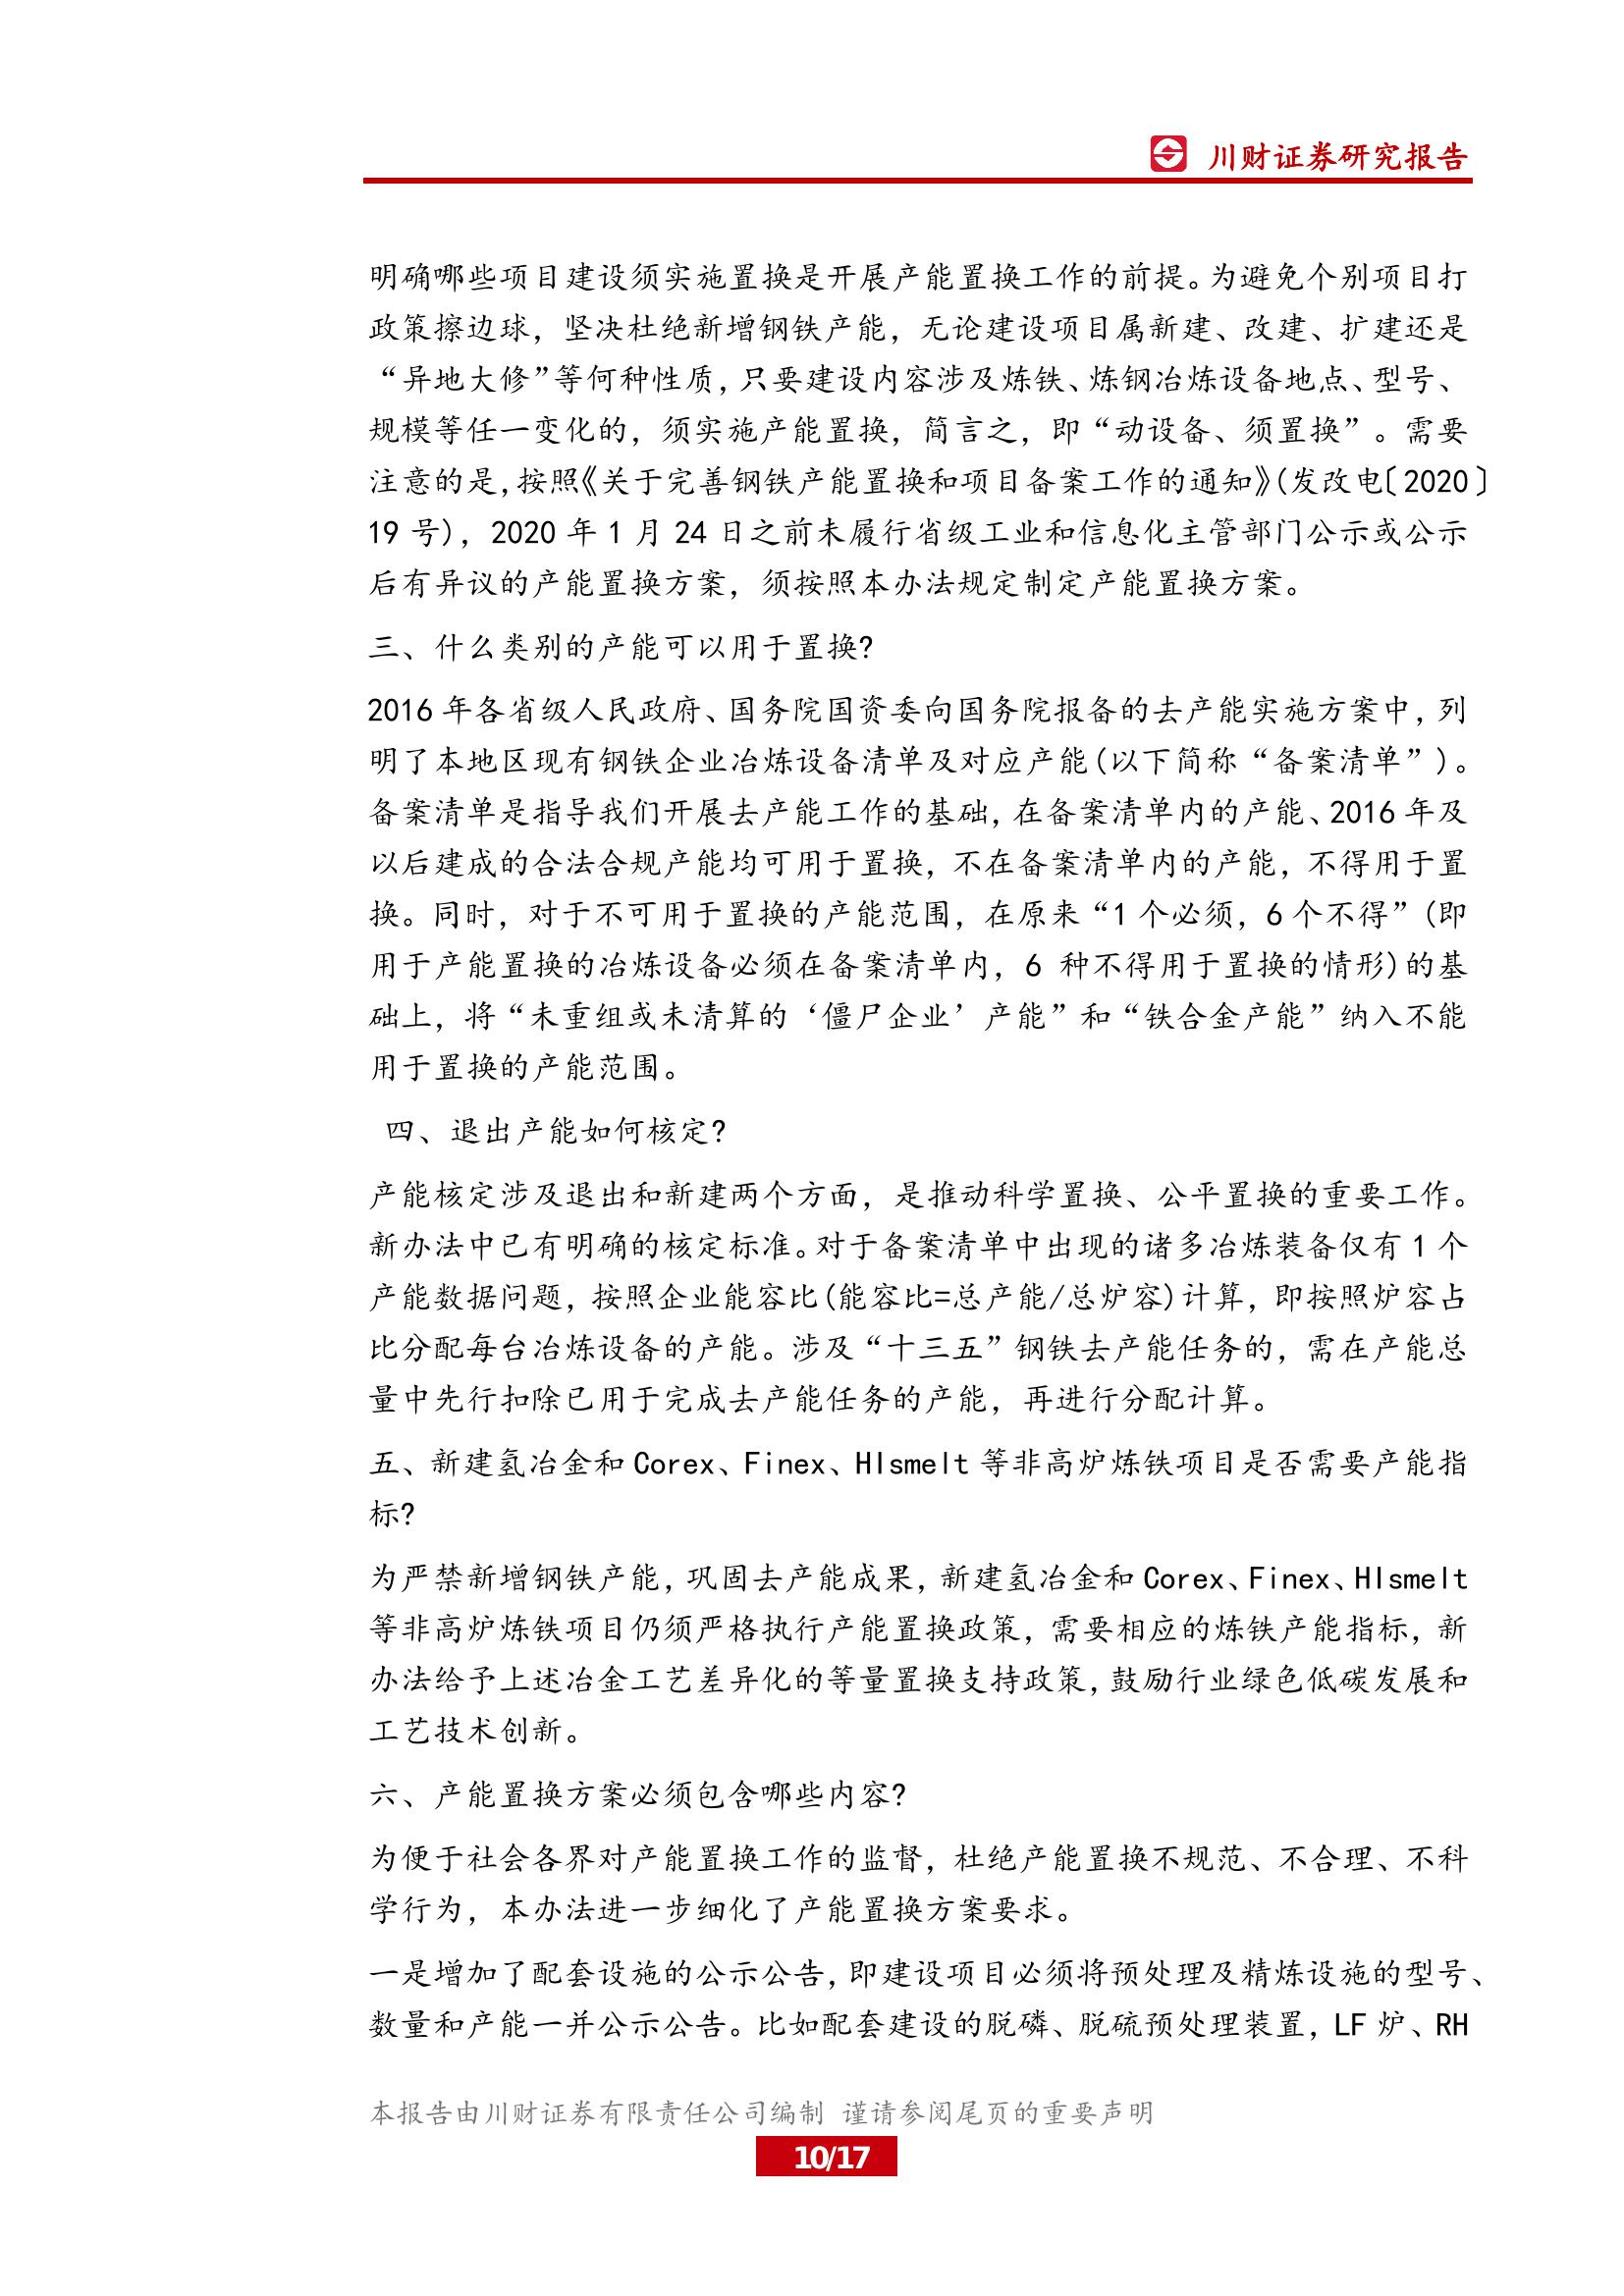 川财证券研究报告
明确哪些项目建设须实施置换是开展产能置换工作的前提。为避免个别项目打
政策擦边球，坚决杜绝新增钢铁产能，无论建设项目属新建、改建、扩建还是
“异地大修”等何种性质，只要建设内容涉及炼铁、炼钢冶炼设备地点、型号、
规模等任一变化的，须实施产能置换，简言之，即“动设备、须置换”。需要
注意的是，按照《关于完善钢铁产能置换和项目备案工作的通知》(发改电〔2020〕
19 号)，2020 年 1 月 24 日之前未履行省级工业和信息化主管部门公示或公示
后有异议的产能置换方案，须按照本办法规定制定产能置换方案。
三、什么类别的产能可以用于置换?
2016 年各省级人民政府、国务院国资委向国务院报备的去产能实施方案中，列
明了本地区现有钢铁企业冶炼设备清单及对应产能(以下简称“备案清单”)。
备案清单是指导我们开展去产能工作的基础，在备案清单内的产能、2016 年及
以后建成的合法合规产能均可用于置换，不在备案清单内的产能，不得用于置
换。同时，对于不可用于置换的产能范围，在原来“1 个必须，6 个不得”(即
用于产能置换的冶炼设备必须在备案清单内，6 种不得用于置换的情形)的基
础上，将“未重组或未清算的‘僵尸企业’产能”和“铁合金产能”纳入不能
用于置换的产能范围。
四、退出产能如何核定?
产能核定涉及退出和新建两个方面，是推动科学置换、公平置换的重要工作。
新办法中已有明确的核定标准。对于备案清单中出现的诸多冶炼装备仅有 1 个
产能数据问题，按照企业能容比(能容比=总产能/总炉容)计算，即按照炉容占
比分配每台冶炼设备的产能。涉及“十三五”钢铁去产能任务的，需在产能总
量中先行扣除已用于完成去产能任务的产能，再进行分配计算。
五、新建氢冶金和 Corex、Finex、HIsmelt 等非高炉炼铁项目是否需要产能指
标?
为严禁新增钢铁产能，巩固去产能成果，新建氢冶金和 Corex、Finex、HIsmelt
等非高炉炼铁项目仍须严格执行产能置换政策，需要相应的炼铁产能指标，新
办法给予上述冶金工艺差异化的等量置换支持政策，鼓励行业绿色低碳发展和
工艺技术创新。
六、产能置换方案必须包含哪些内容?
为便于社会各界对产能置换工作的监督，杜绝产能置换不规范、不合理、不科
学行为，本办法进一步细化了产能置换方案要求。
一是增加了配套设施的公示公告，即建设项目必须将预处理及精炼设施的型号、
数量和产能一并公示公告。比如配套建设的脱磷、脱硫预处理装置，LF 炉、RH
本报告由川财证券有限责任公司编制 谨请参阅尾页的重要声明
10/17